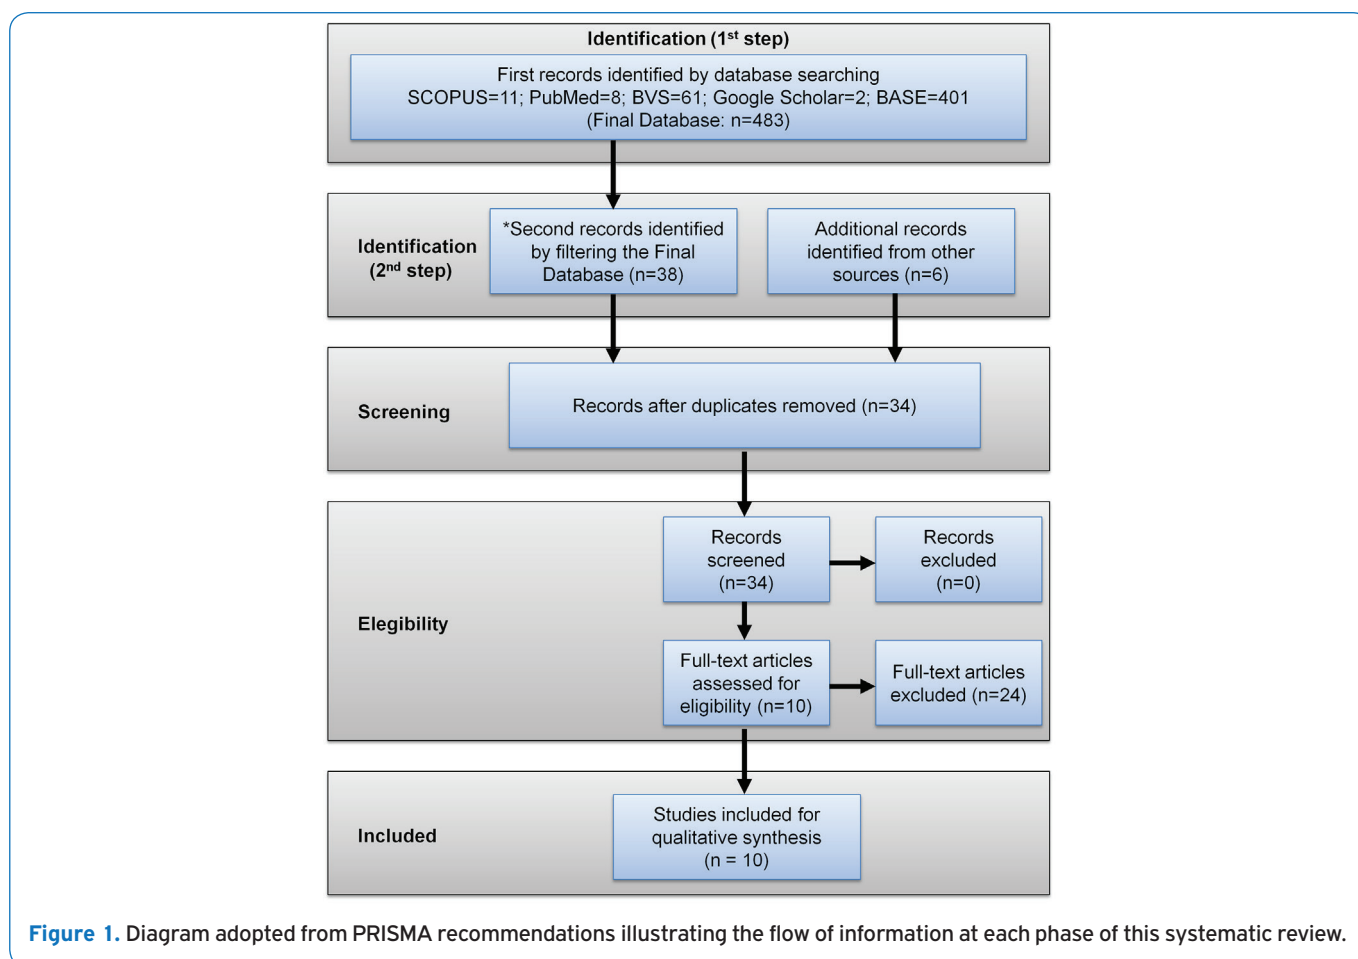 Identification (1st step)
First records identified by database searching
SCOPUS=11; PubMed=8; BVS=61; Google Scholar=2; BASE=401
(Final Database: n=483)
Identification
(2nd step)
*Second records identified
by filtering the Final
Database (n=38)
Additional records
identified from other
sources (n=6)
Screening
Records after duplicates removed (n=34)
Elegibility
Records
screened
(n=34)
Records
excluded
(n=0)
Full-text articles
assessed for
eligibility (n=10)
Full-text articles
excluded (n=24)
Included
Studies included for
qualitative synthesis
(n = 10)
Figure 1. Diagram adopted from PRISMA recommendations illustrating the flow of information at each phase of this systematic review.